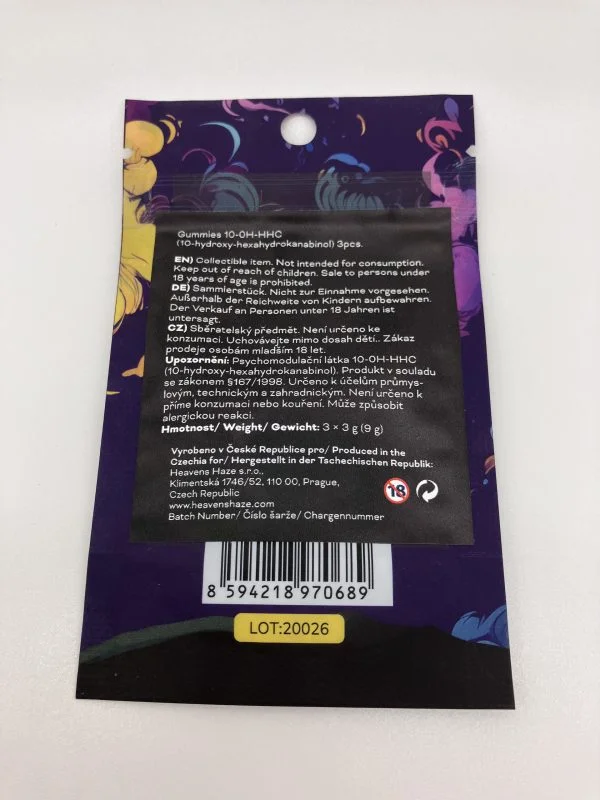 Gummies 10-OH-HHC
(10-hydroxy-hexahydrokanabinol) 3pcs.
EN) Collectible item. Not intended for consumption.
Keep out of reach of children. Sale to persons under
18 years of age is prohibited.
DE) Sammlerstück. Nicht zur Einnahme vorgesehen.
Außerhalb der Reichweite von Kindern aufbewahren.
Der Verkauf an Personen unter 18 Jahren ist
untersagt.
CZ) Sběratelský předmět. Není určeno ke
konzumaci. Uchovávejte mimo dosah dětí.. Zákaz
prodeje osobám mladším 18 let.
Upozornění: Psychomodulační látka 10-OH-HHC
(10-hydroxy-hexahydrokanabinol). Produkt v souladu
se zákonem §167/1998. Určeno k účelům průmys-
lovým, technickým a zahradnickým. Není určeno k
příme konzumaci nebo kouření. Může způsobit
alergickou reakci.
Hmotnost/ Weight/ Gewicht: 3 × 3 g (9 g)
Vyrobeno v České Republice pro/ Produced in the
Czechia for/ Hergestellt in der Tschechischen Republik:
Heavens Haze s.r.o.,
Klimentská 1746/52, 110 00, Prague,
Czech Republic
www.heavenshaze.com
Batch Number/ Číslo šarže/ Chargennummer
18
8 594218 970689
LOT:20026